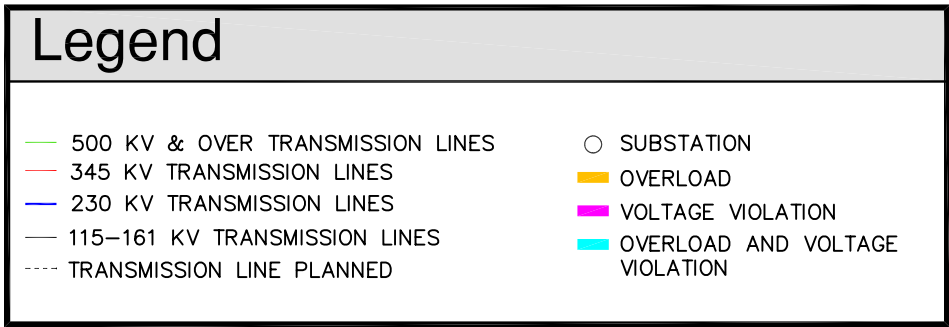 Legend
500 KV & OVER TRANSMISSION LINES
345 KV TRANSMISSION LINES
230 KV TRANSMISSION LINES
115-161 KV TRANSMISSION LINES
TRANSMISSION LINE PLANNED
SUBSTATION
OVERLOAD
VOLTAGE VIOLATION
OVERLOAD AND VOLTAGE
VIOLATION